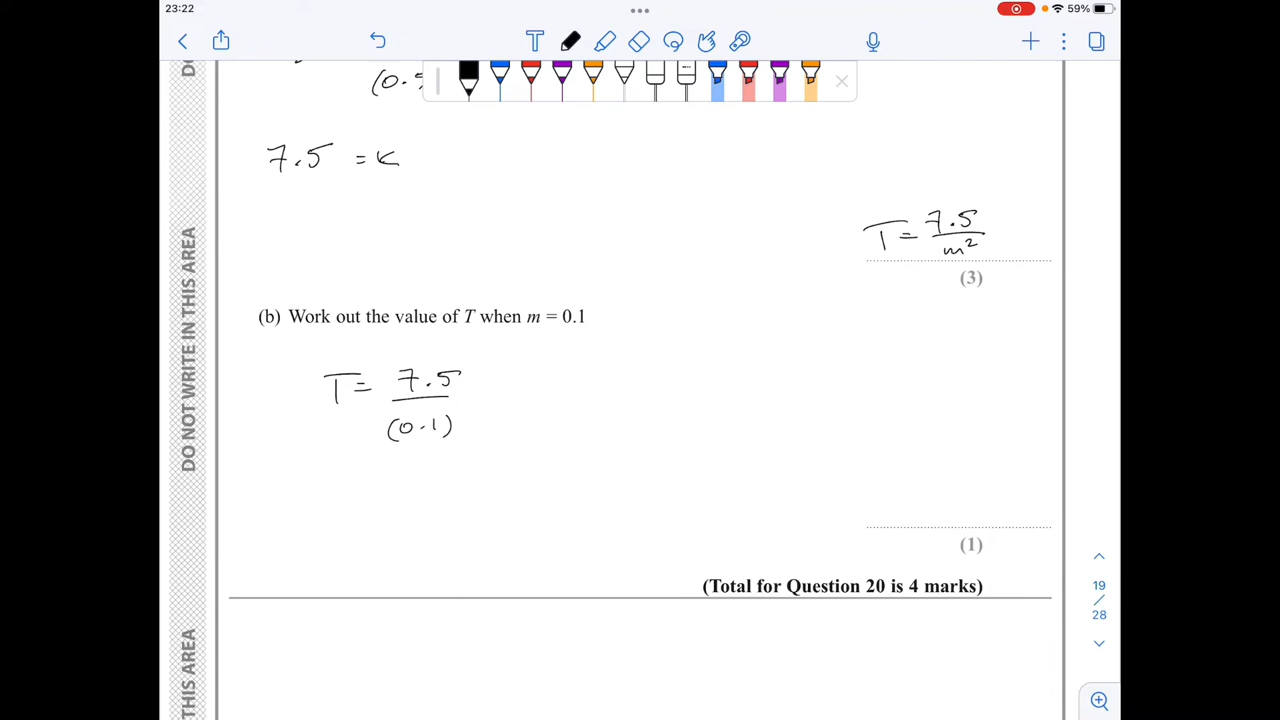 23:22
59%
T
(0.5
7.5 = K
T = 7.5
m²
(3)
(b) Work out the value of T when m = 0.1
T = 7.5
(0.1)
(1)
(Total for Question 20 is 4 marks)
19
/
28
DO
DO NOT WRITE IN THIS AREA
THIS AREA